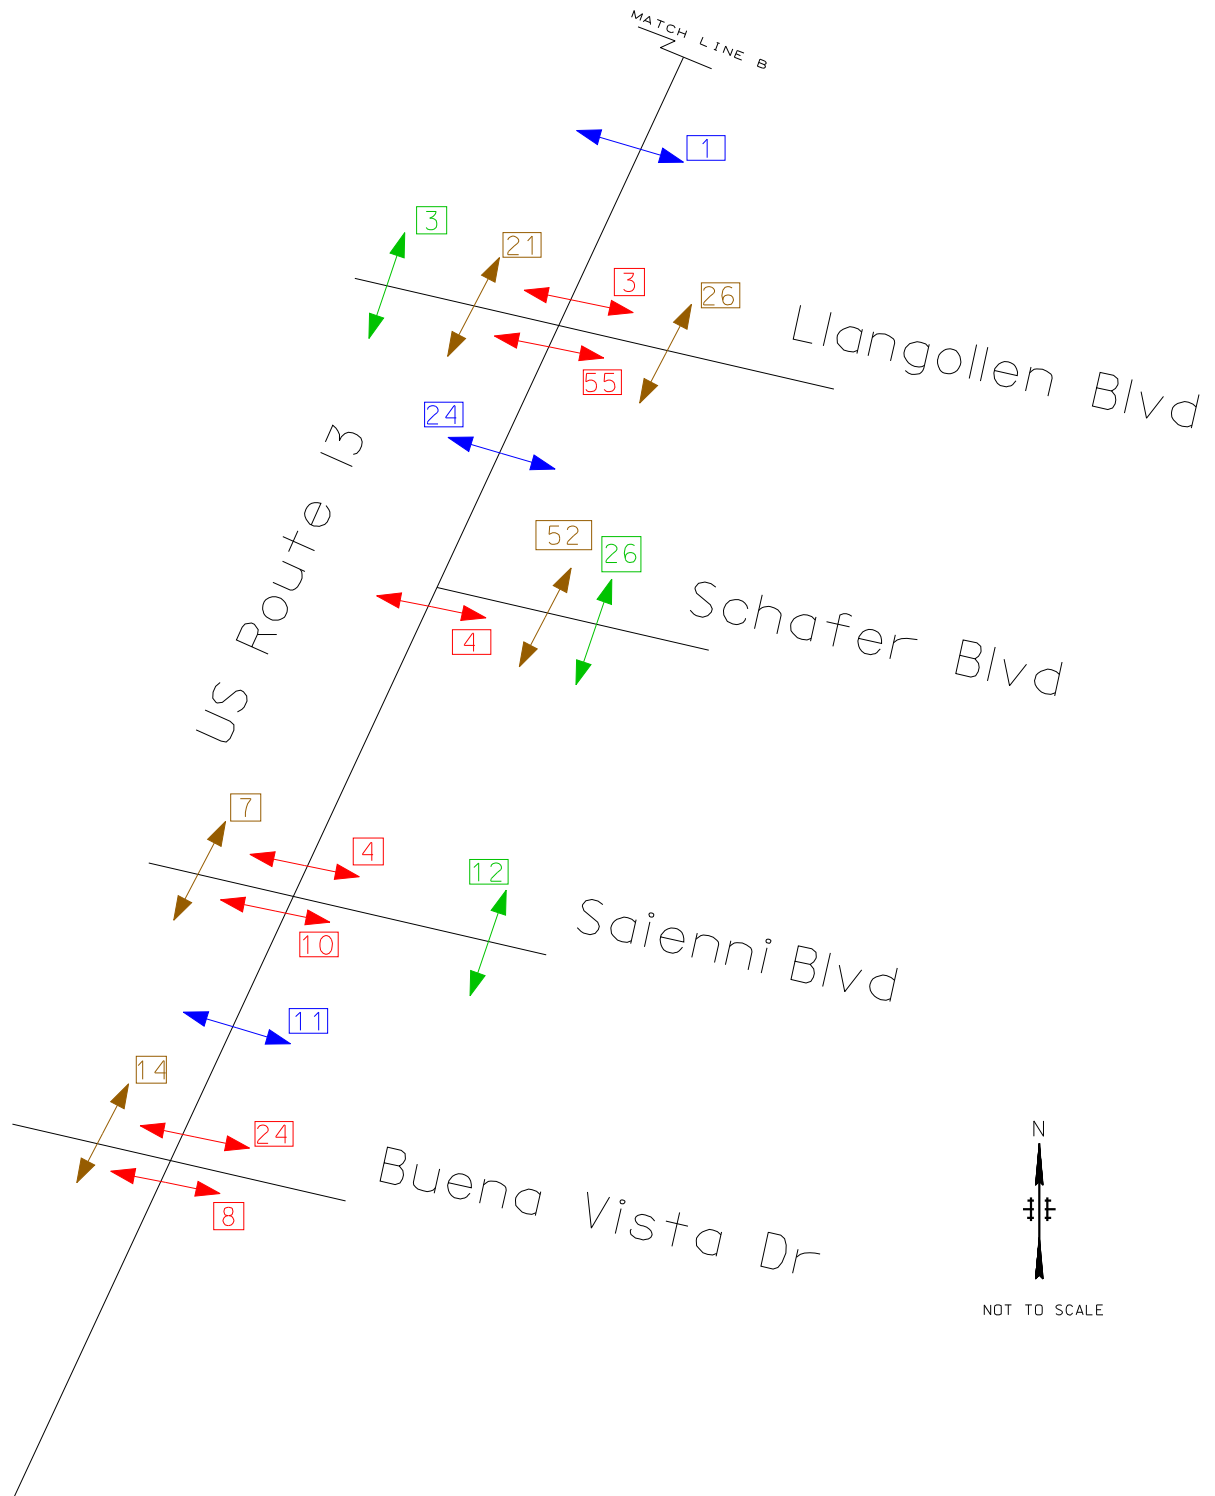 MATCH LINE B
1
3
21
3
26
Llangollen Blvd
55
24
US Route 13
52
26
Schafer Blvd
4
7
4
12
Saienni Blvd
10
11
14
24
Buena Vista Dr
8
N
NOT TO SCALE